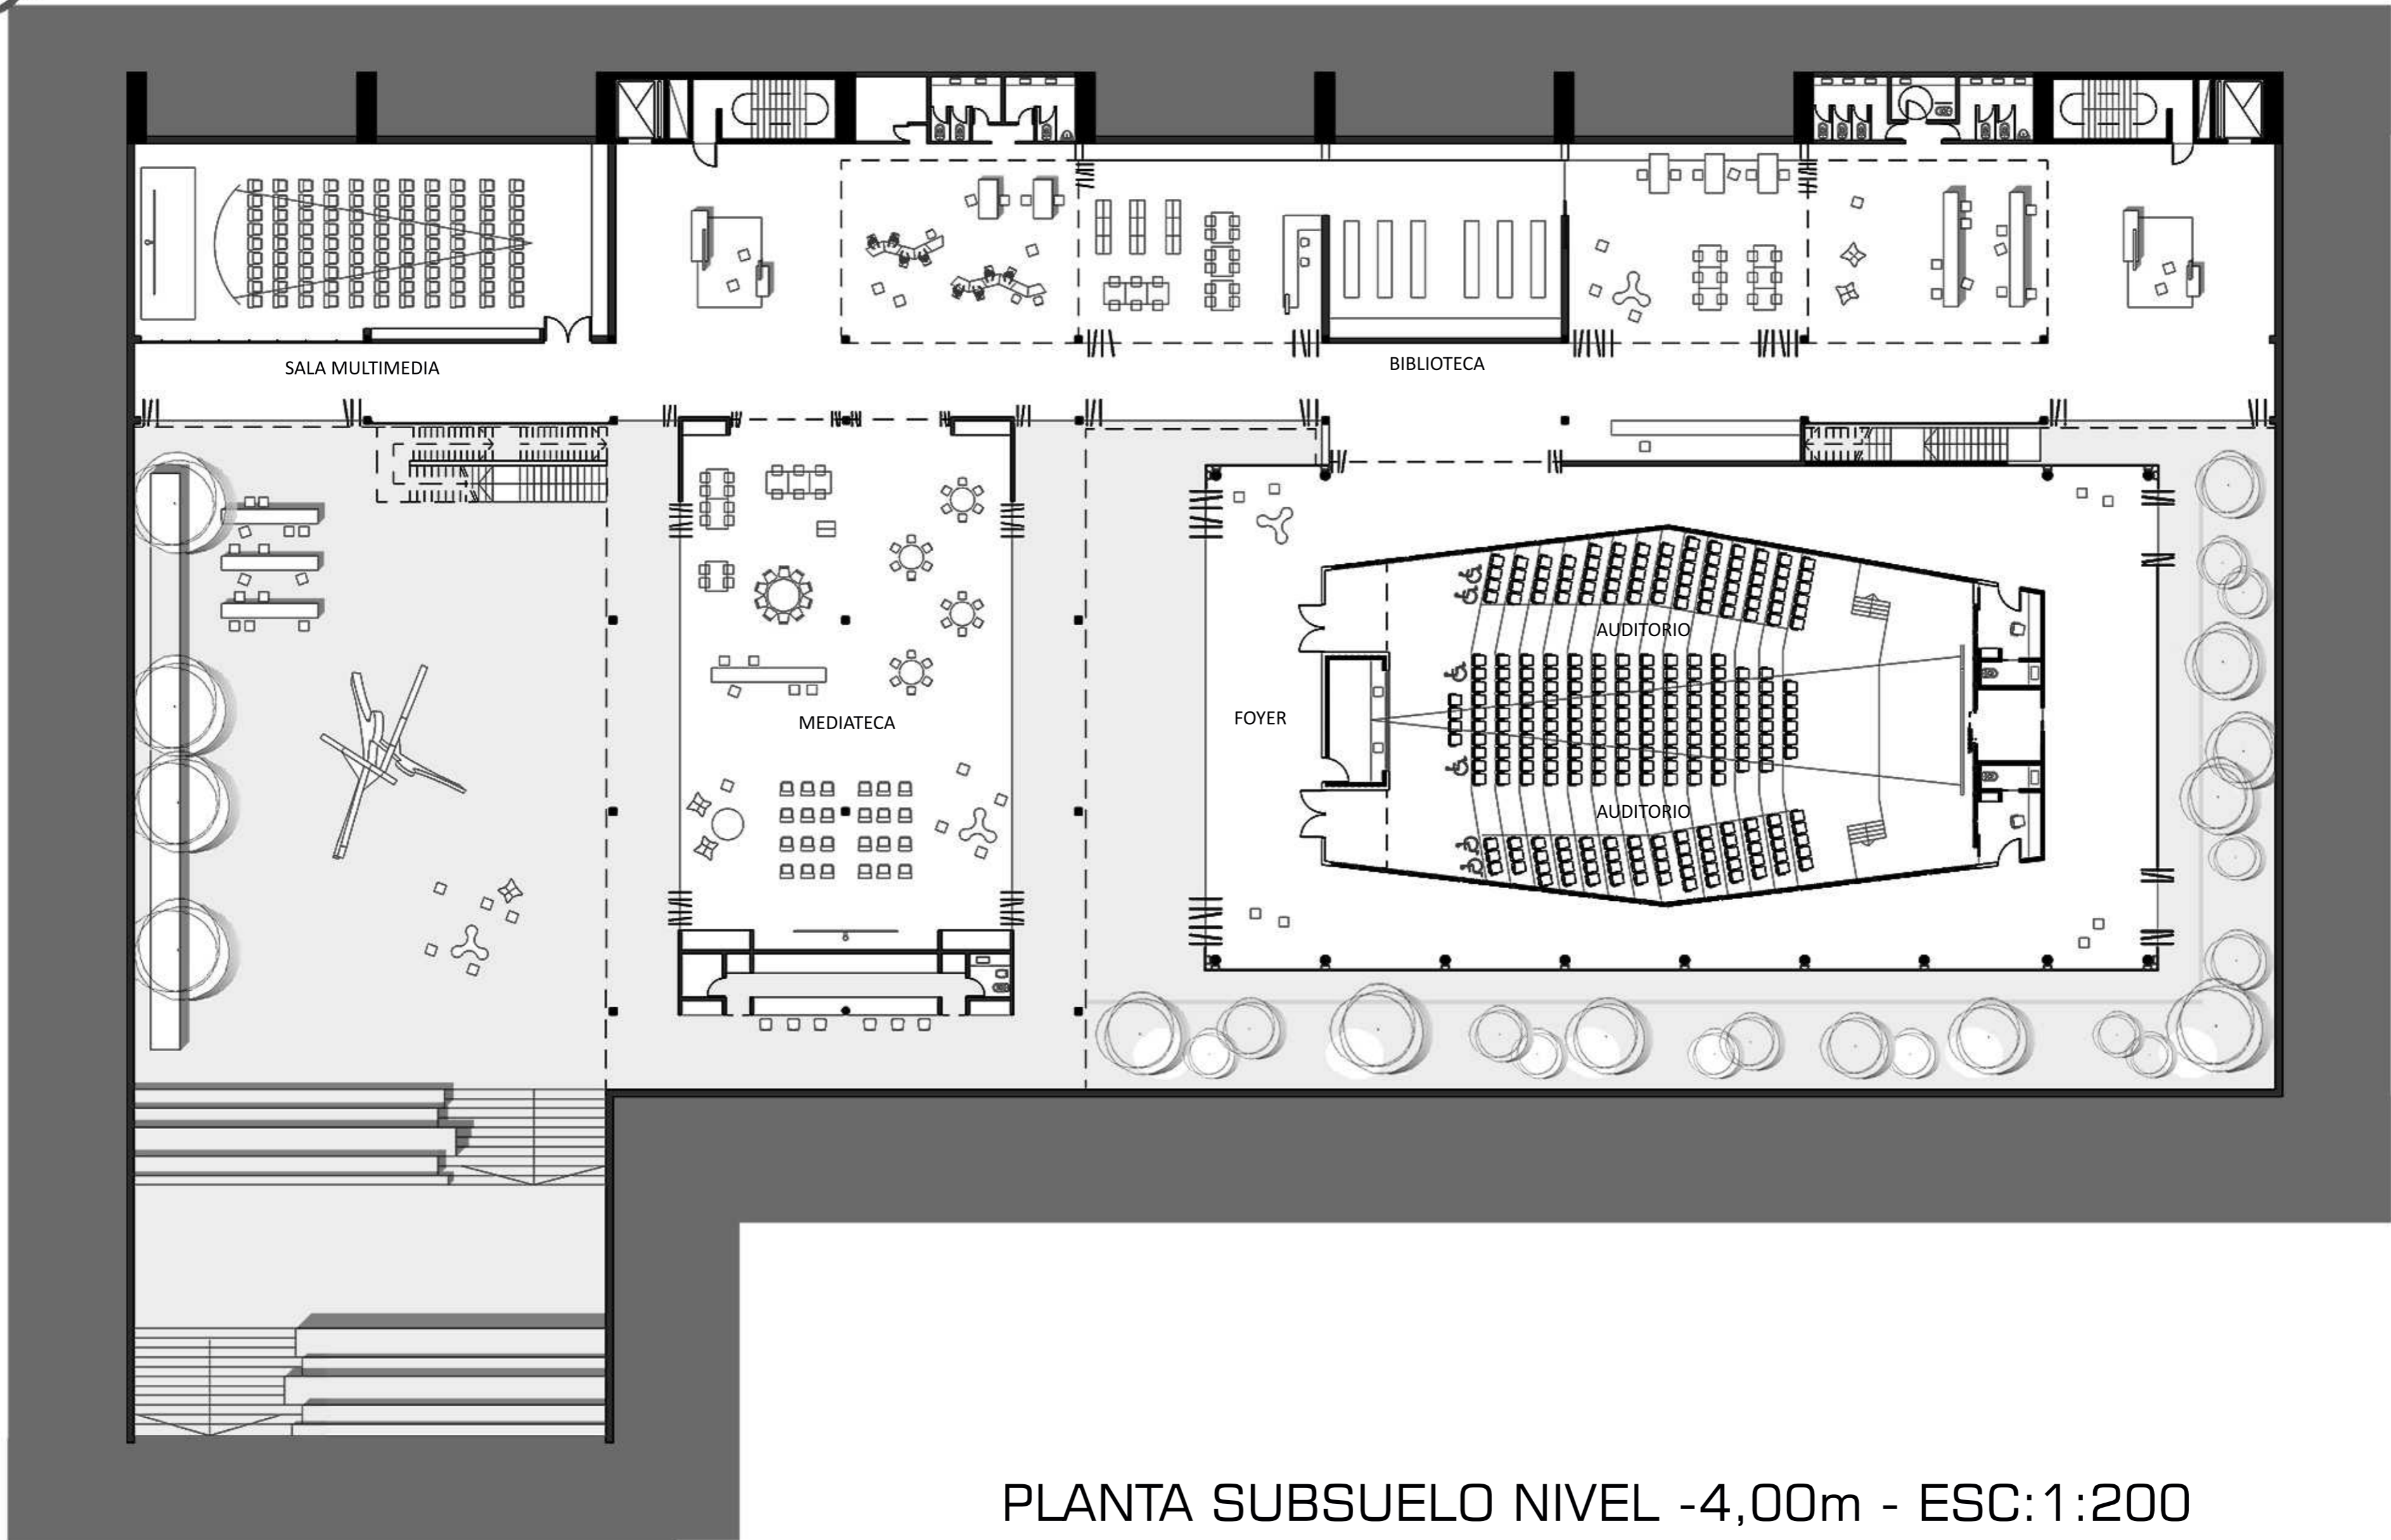 SALA MULTIMEDIA
BIBLIOTECA
AUDITORIO
MEDIATECA
FOYER
AUDITORIO
PLANTA SUBSUELO NIVEL -4,00m - ESC:1:200